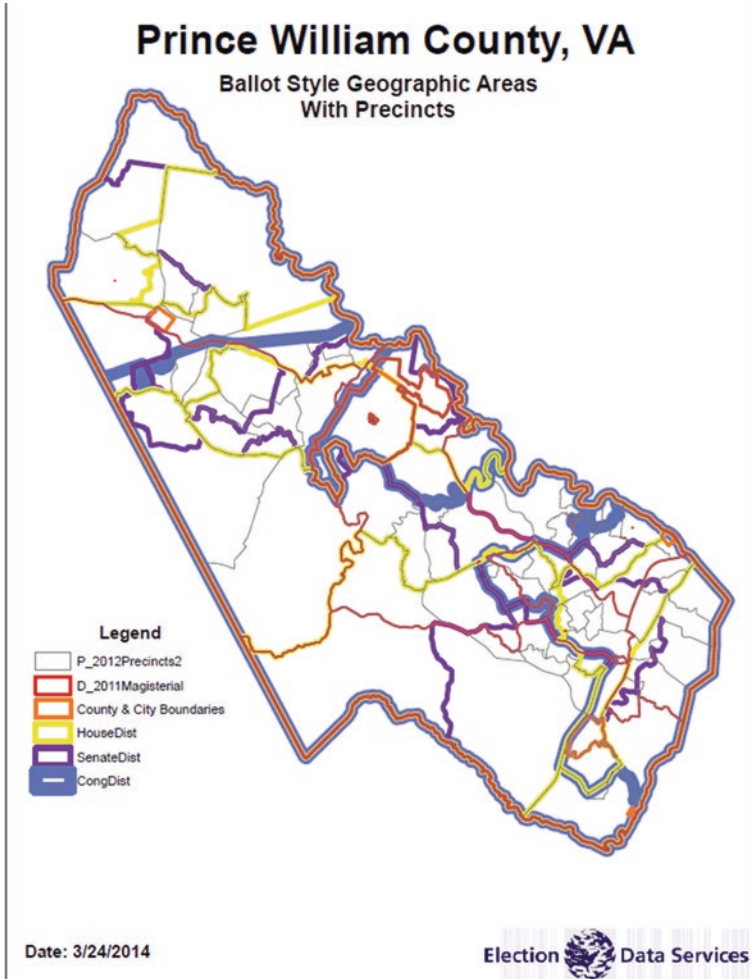 Prince William County, VA
Ballot Style Geographic Areas
With Precincts
Legend
P_2012Precincts2
D_2011Magisterial
County & City Boundaries
HouseDist
SenateDist
CongDist
Date: 3/24/2014
Election Data Services